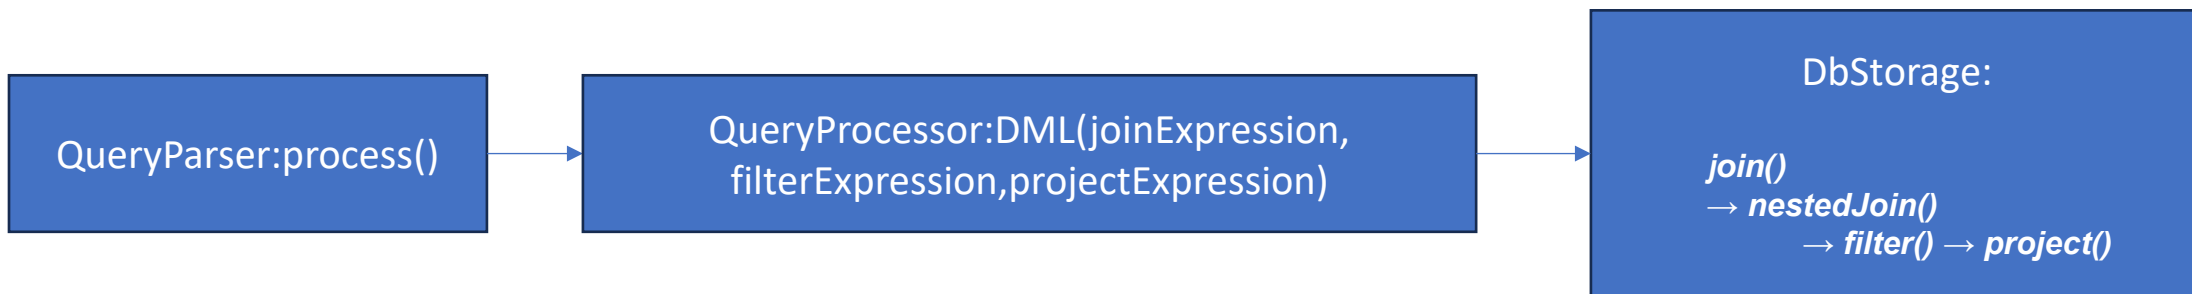 QueryParser:process()
QueryProcessor:DML(joinExpression,
filterExpression,projectExpression)
DbStorage:
join()
→ nestedJoin()
→ filter() → project()